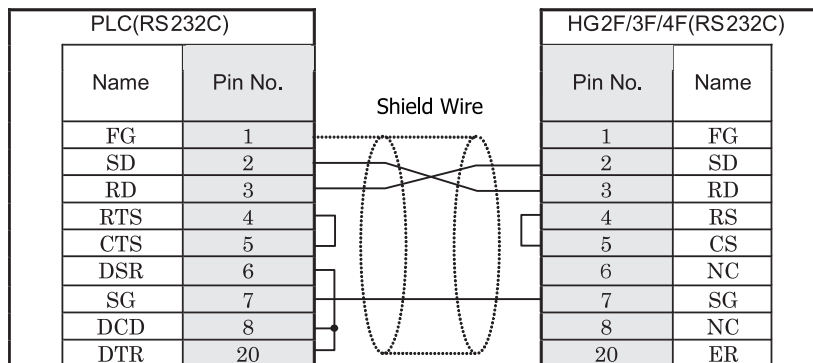 PLC(RS232C) HG2F/3F/4F(RS232C)
Name Pin No. Pin No. Name
Shield Wire
FG 1 1 FG
SD 2 2 SD
RD 3 3 RD
RTS 4 4 RS
CTS 5 5 CS
DSR 6 6 NC
SG 7 7 SG
DCD 8 8 NC
DTR 20 20 ER